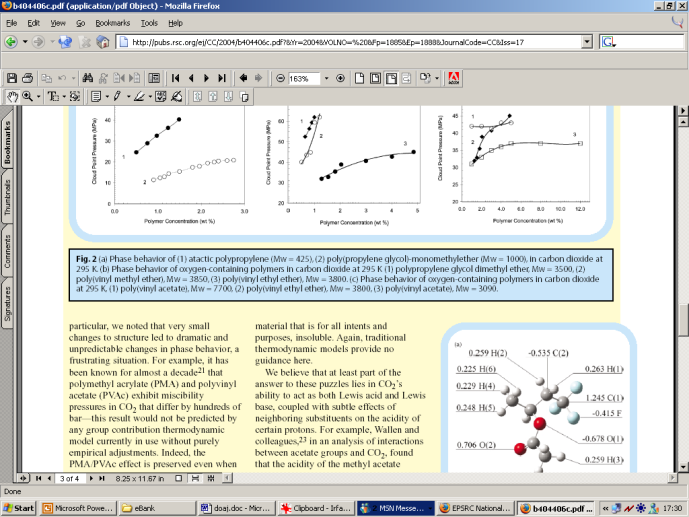 b404406c.pdf (application/pdf Object) - Mozilla Firefox
File Edit View Go Bookmarks Tools Help
http://pubs.rsc.org/ej/CC/2004/b404406c.pdf?&Yr=2004&VOLNO=%20&Fp=1885&Ep=1888&JournalCode=CC&Iss=17
G
163%
Bookmarks
Thumbnails
Comments
Signatures
Cloud Point Pressure (MPa)
40
30
20
10
0
1
2
0.0 1.0 2.0 3.0
Polymer Concentration (wt %)
Cloud Point Pressure (MPa)
60
40
30
20
1
2
3
0 1 2 3 4 5
Polymer Concentration (wt %)
Cloud Point Pressure (MPa)
45
40
35
30
25
20
1
2
3
0 2.0 4.0 6.0 8.0 10.0 12.0
Polymer Concentration (wt %)
Fig. 2 (a) Phase behavior of (1) atactic polypropylene (Mw = 425), (2) poly(propylene glycol)-monomethylether (Mw = 1000), in carbon dioxide at
295 K. (b) Phase behavior of oxygen-containing polymers in carbon dioxide at 295 K (1) polypropylene glycol dimethyl ether, Mw = 3500, (2)
poly(vinyl methyl ether), Mw = 3850, (3) poly(vinyl ethyl ether), Mw = 3800. (c) Phase behavior of oxygen-containing polymers in carbon dioxide
at 295 K, (1) poly(vinyl acetate), Mw = 7700, (2) poly(vinyl ethyl ether), Mw = 3800, (3) poly(vinyl acetate), Mw = 3090.
particular, we noted that very small
changes to structure led to dramatic and
unpredictable changes in phase behavior, a
frustrating situation. For example, it has
been known for almost a decade21 that
polymethyl acrylate (PMA) and polyvinyl
acetate (PVAc) exhibit miscibility
pressures in CO2 that differ by hundreds of
bar—this result would not be predicted by
any group contribution thermodynamic
model currently in use without purely
empirical adjustments. Indeed, the
PMA/PVAc effect is preserved even when
material that is for all intents and
purposes, insoluble. Again, traditional
thermodynamic models provide no
guidance here.
We believe that at least part of the
answer to these puzzles lies in CO2's
ability to act as both Lewis acid and Lewis
base, coupled with subtle effects of
neighboring substituents on the acidity of
certain protons. For example, Wallen and
colleagues,23 in an analysis of interactions
between acetate groups and CO2, found
that the acidity of the methyl acetate
(a)
0.259 H(2) -0.535 C(2)
0.225 H(6) 0.263 H(1)
0.229 H(4)
1.245 C(1)
0.248 H(5)
-0.415 F
-0.678 O(1)
0.706 O(2)
0.259 H(3)
3 of 4 8.25 x 11.67 in
Done
Start Microsoft Powe... eBank doaj.doc - Micr... Clipboard - Irfa... 2 MSN Messe... EPSRC National... b404406c.pdf ... 17:30